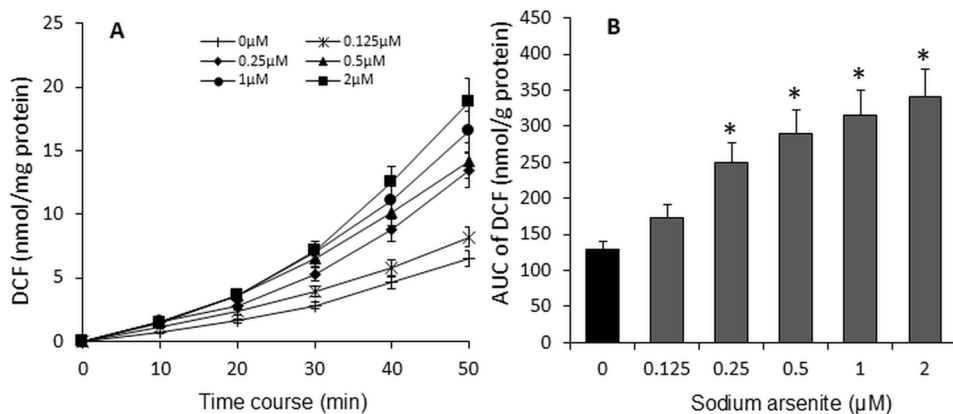 A
DCF (nmol/mg protein)
25
20
15
10
5
0
0µM 0.125µM
0.25µM 0.5µM
1µM 2µM
0 10 20 30 40 50
Time course (min)
B
AUC of DCF (nmol/g protein)
450
400
350
300
250
200
150
100
50
0
* * * *
0 0.125 0.25 0.5 1 2
Sodium arsenite (µM)